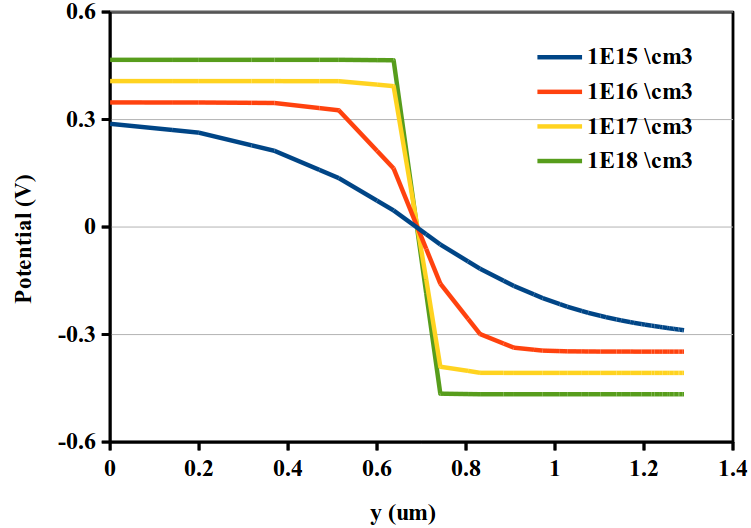 0.6
1E15 \cm3
1E16 \cm3
1E17 \cm3
1E18 \cm3
0.3
0
-0.3
-0.6
Potential (V)
0 0.2 0.4 0.6 0.8 1 1.2 1.4
y (um)